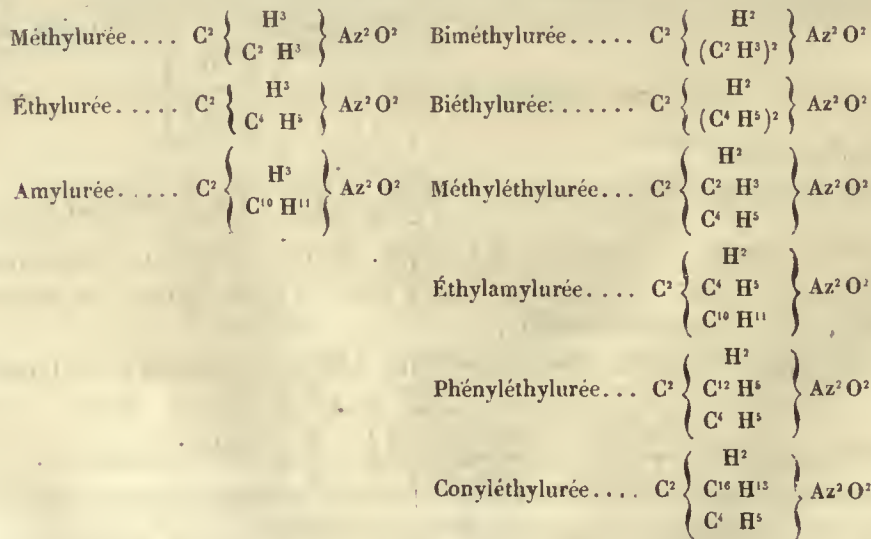 Méthylurée.... C² { H³ C² H³ } Az² O²
Éthylurée..... C² { H³ C⁴ H⁵ } Az² O²
Amylurée..... C² { H³ C¹⁰ H¹¹ } Az² O²
Biméthylurée..... C² { H² (C² H³)² } Az² O²
Biéthylurée:...... C² { H² (C⁴ H⁵)² } Az² O²
Méthyléthylurée... C² { H² C² H³ C⁴ H⁵ } Az² O²
Éthylamylurée.... C² { H² C⁴ H⁵ C¹⁰ H¹¹ } Az² O²
Phényléthylurée... C² { H² C¹² H⁵ C⁴ H⁵ } Az² O²
Conyléthylurée.... C² { H² C¹⁶ H¹³ C⁴ H⁵ } Az² O²